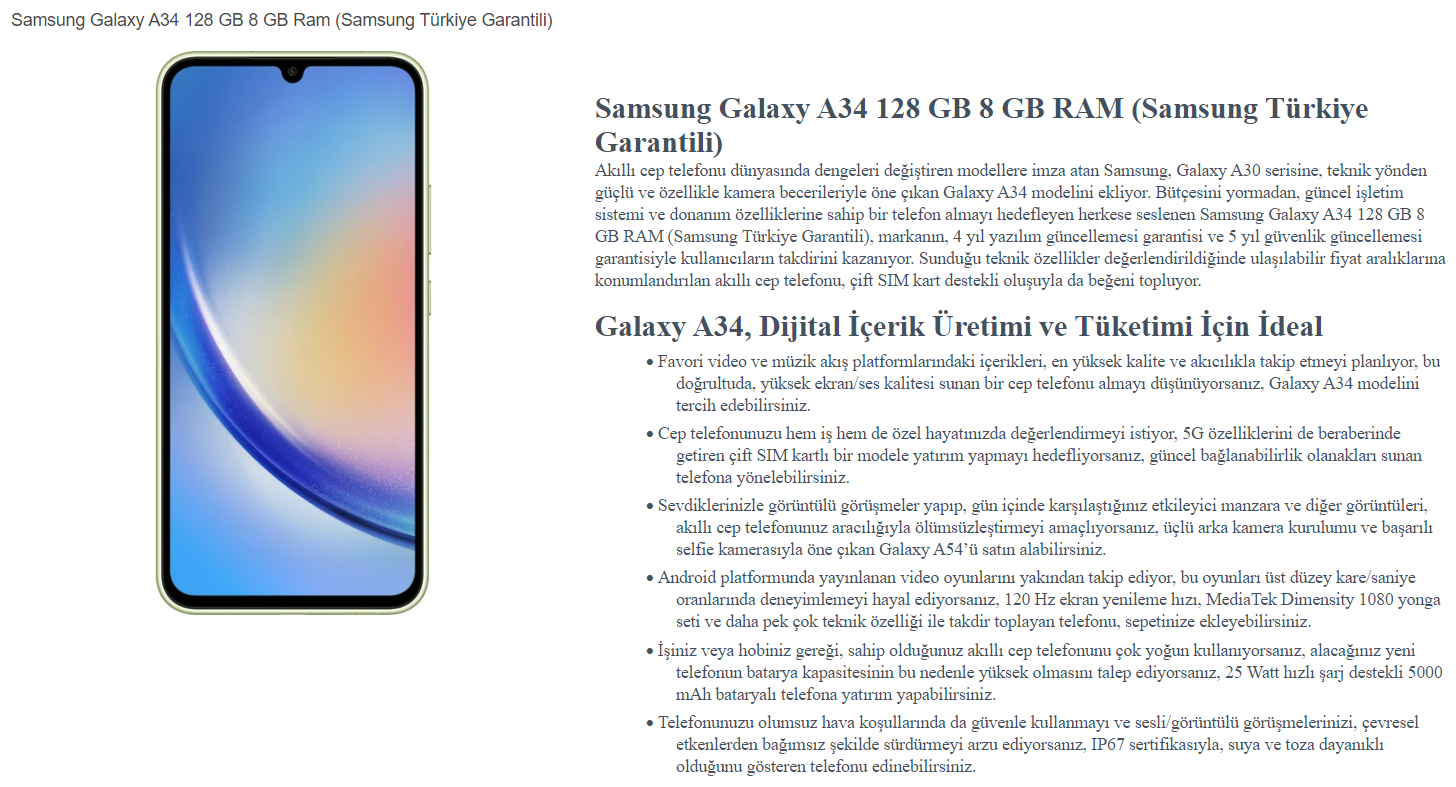 Samsung Galaxy A34 128 GB 8 GB Ram (Samsung Türkiye Garantili)
Samsung Galaxy A34 128 GB 8 GB RAM (Samsung Türkiye
Garantili)
Akıllı cep telefonu dünyasında dengeleri değiştiren modellere imza atan Samsung, Galaxy A30 serisine, teknik yönden
güçlü ve özellikle kamera becerileriyle öne çıkan Galaxy A34 modelini ekliyor. Bütçesini yormadan, güncel işletim
sistemi ve donanım özelliklerine sahip bir telefon almayı hedefleyen herkese seslenen Samsung Galaxy A34 128 GB 8
GB RAM (Samsung Türkiye Garantili), markanın, 4 yıl yazılım güncellemesi garantisi ve 5 yıl güvenlik güncellemesi
garantisiyle kullanıcıların takdirini kazanıyor. Sunduğu teknik özellikler değerlendirildiğinde ulaşılabilir fiyat aralıklarına
konumlandırılan akıllı cep telefonu, çift SIM kart destekli oluşuyla da beğeni topluyor.
Galaxy A34, Dijital İçerik Üretimi ve Tüketimi İçin İdeal
• Favori video ve müzik akış platformlarındaki içerikleri, en yüksek kalite ve akıcılıkla takip etmeyi planlıyor, bu
doğrultuda, yüksek ekran/ses kalitesi sunan bir cep telefonu almayı düşünüyorsanız, Galaxy A34 modelini
tercih edebilirsiniz.
• Cep telefonunuzu hem iş hem de özel hayatınızda değerlendirmeyi istiyor, 5G özelliklerini de beraberinde
getiren çift SIM kartlı bir modele yatırım yapmayı hedefliyorsanız, güncel bağlanabilirlik olanakları sunan
telefona yönelebilirsiniz.
• Sevdiklerinizle görüntülü görüşmeler yapıp, gün içinde karşılaştığınız etkileyici manzara ve diğer görüntüleri,
akıllı cep telefonunuz aracılığıyla ölümsüzleştirmeyi amaçlıyorsanız, üçlü arka kamera kurulumu ve başarılı
selfie kamerasıyla öne çıkan Galaxy A54’ü satın alabilirsiniz.
• Android platformunda yayınlanan video oyunlarını yakından takip ediyor, bu oyunları üst düzey kare/saniye
oranlarında deneyimlemeyi hayal ediyorsanız, 120 Hz ekran yenileme hızı, MediaTek Dimensity 1080 yonga
seti ve daha pek çok teknik özelliği ile takdir toplayan telefonu, sepetinize ekleyebilirsiniz.
• İşiniz veya hobiniz gereği, sahip olduğunuz akıllı cep telefonunu çok yoğun kullanıyorsanız, alacağınız yeni
telefonun batarya kapasitesinin bu nedenle yüksek olmasını talep ediyorsanız, 25 Watt hızlı şarj destekli 5000
mAh bataryalı telefona yatırım yapabilirsiniz.
• Telefonunuzu olumsuz hava koşullarında da güvenle kullanmayı ve sesli/görüntülü görüşmelerinizi, çevresel
etkenlerden bağımsız şekilde sürdürmeyi arzu ediyorsanız, IP67 sertifikasıyla, suya ve toza dayanıklı
olduğunu gösteren telefonu edinebilirsiniz.